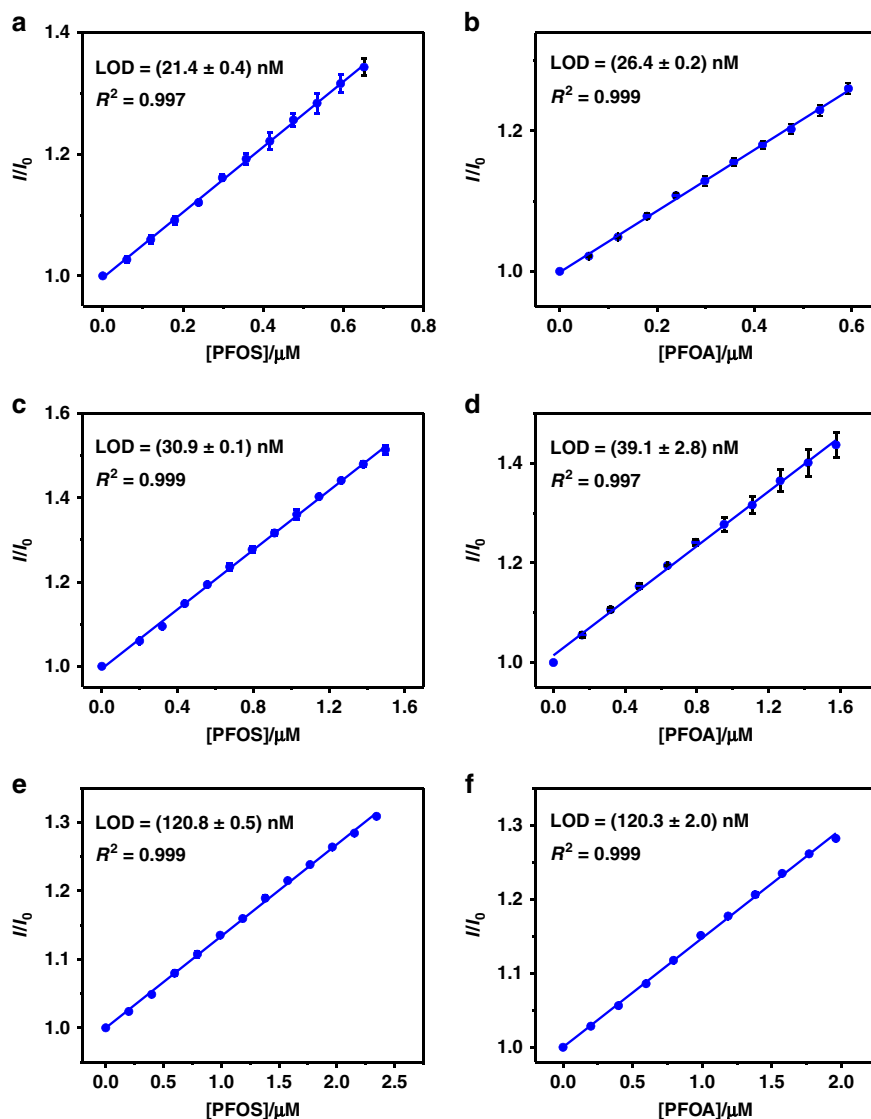 a
LOD = (21.4 ± 0.4) nM
R² = 0.997
1.4
1.2
1.0
I/I₀
0.0 0.2 0.4 0.6 0.8
[PFOS]/μM
b
LOD = (26.4 ± 0.2) nM
R² = 0.999
1.2
1.0
I/I₀
0.0 0.2 0.4 0.6
[PFOA]/μM
c
LOD = (30.9 ± 0.1) nM
R² = 0.999
1.6
1.4
1.2
1.0
I/I₀
0.0 0.4 0.8 1.2 1.6
[PFOS]/μM
d
LOD = (39.1 ± 2.8) nM
R² = 0.997
1.4
1.2
1.0
I/I₀
0.0 0.4 0.8 1.2 1.6
[PFOA]/μM
e
LOD = (120.8 ± 0.5) nM
R² = 0.999
1.3
1.2
1.1
1.0
I/I₀
0.0 0.5 1.0 1.5 2.0 2.5
[PFOS]/μM
f
LOD = (120.3 ± 2.0) nM
R² = 0.999
1.3
1.2
1.1
1.0
I/I₀
0.0 0.5 1.0 1.5 2.0
[PFOA]/μM